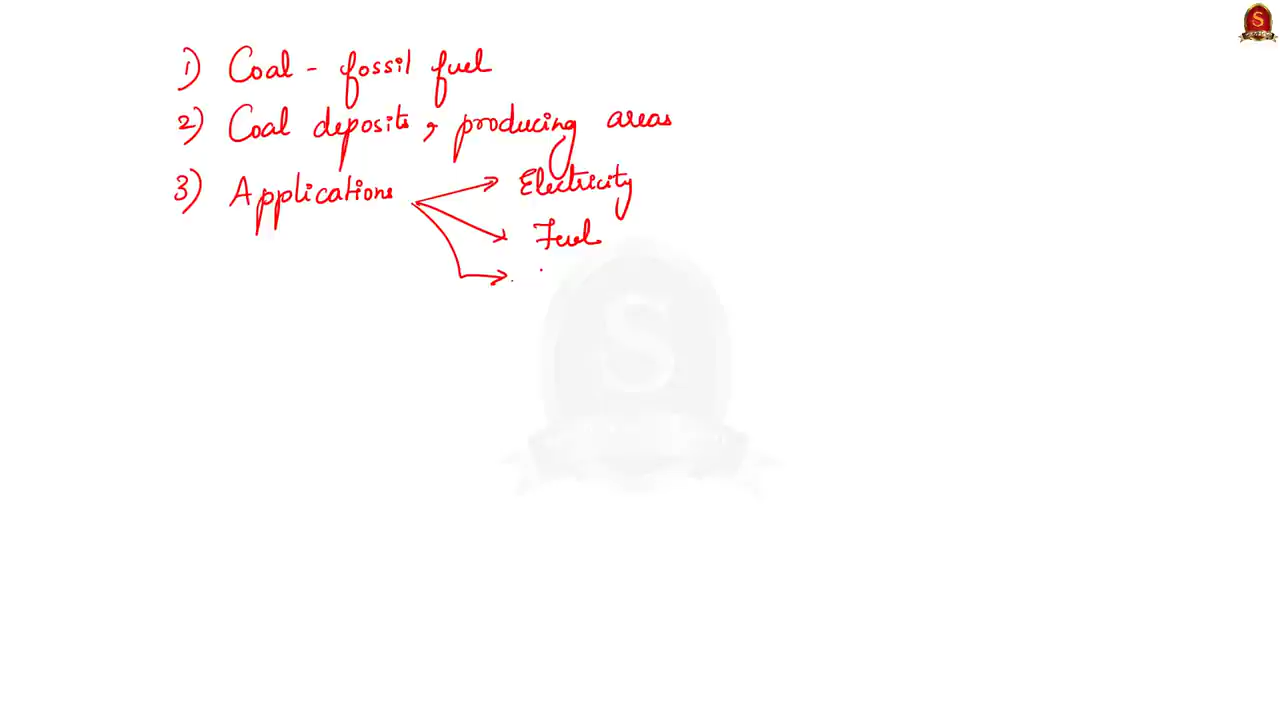 1) Coal - fossil fuel
2) Coal deposits, producing areas
3) Applications → Electricity
→ Fuel
→
S
S